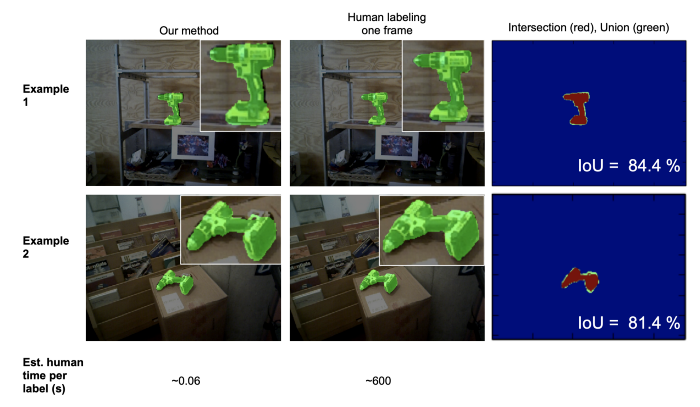 Our method
Human labeling
one frame
Intersection (red), Union (green)
Example
1
IoU = 84.4 %
Example
2
IoU = 81.4 %
Est. human
time per
label (s)
~0.06
~600